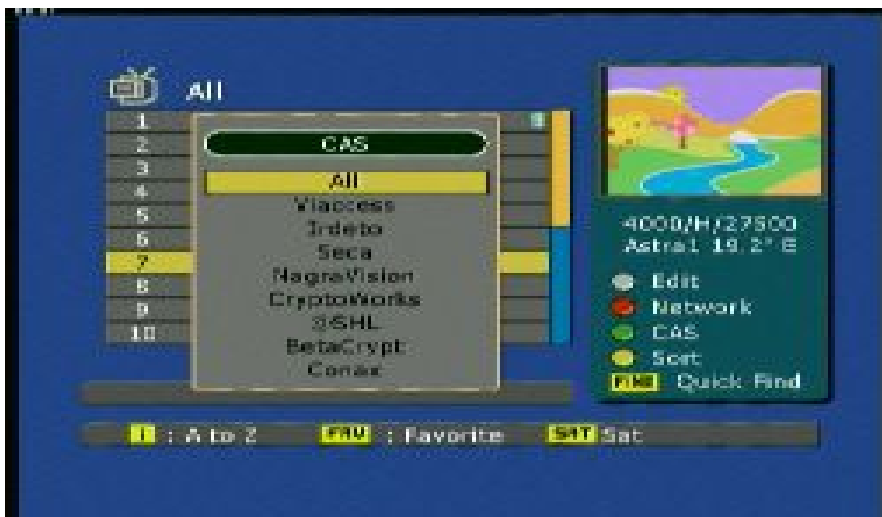 All
1
2
3
4
5
6
7
8
9
10
CAS
All
Viaccess
Irdeto
Seca
NagraVision
CryptoWorks
BetaCrypt
Conax
4000/H/27500
Astra1 19.2° E
Edit
Network
CAS
Sort
FIND Quick Find
i : A to Z
FAV : Favorite
SAT Sat